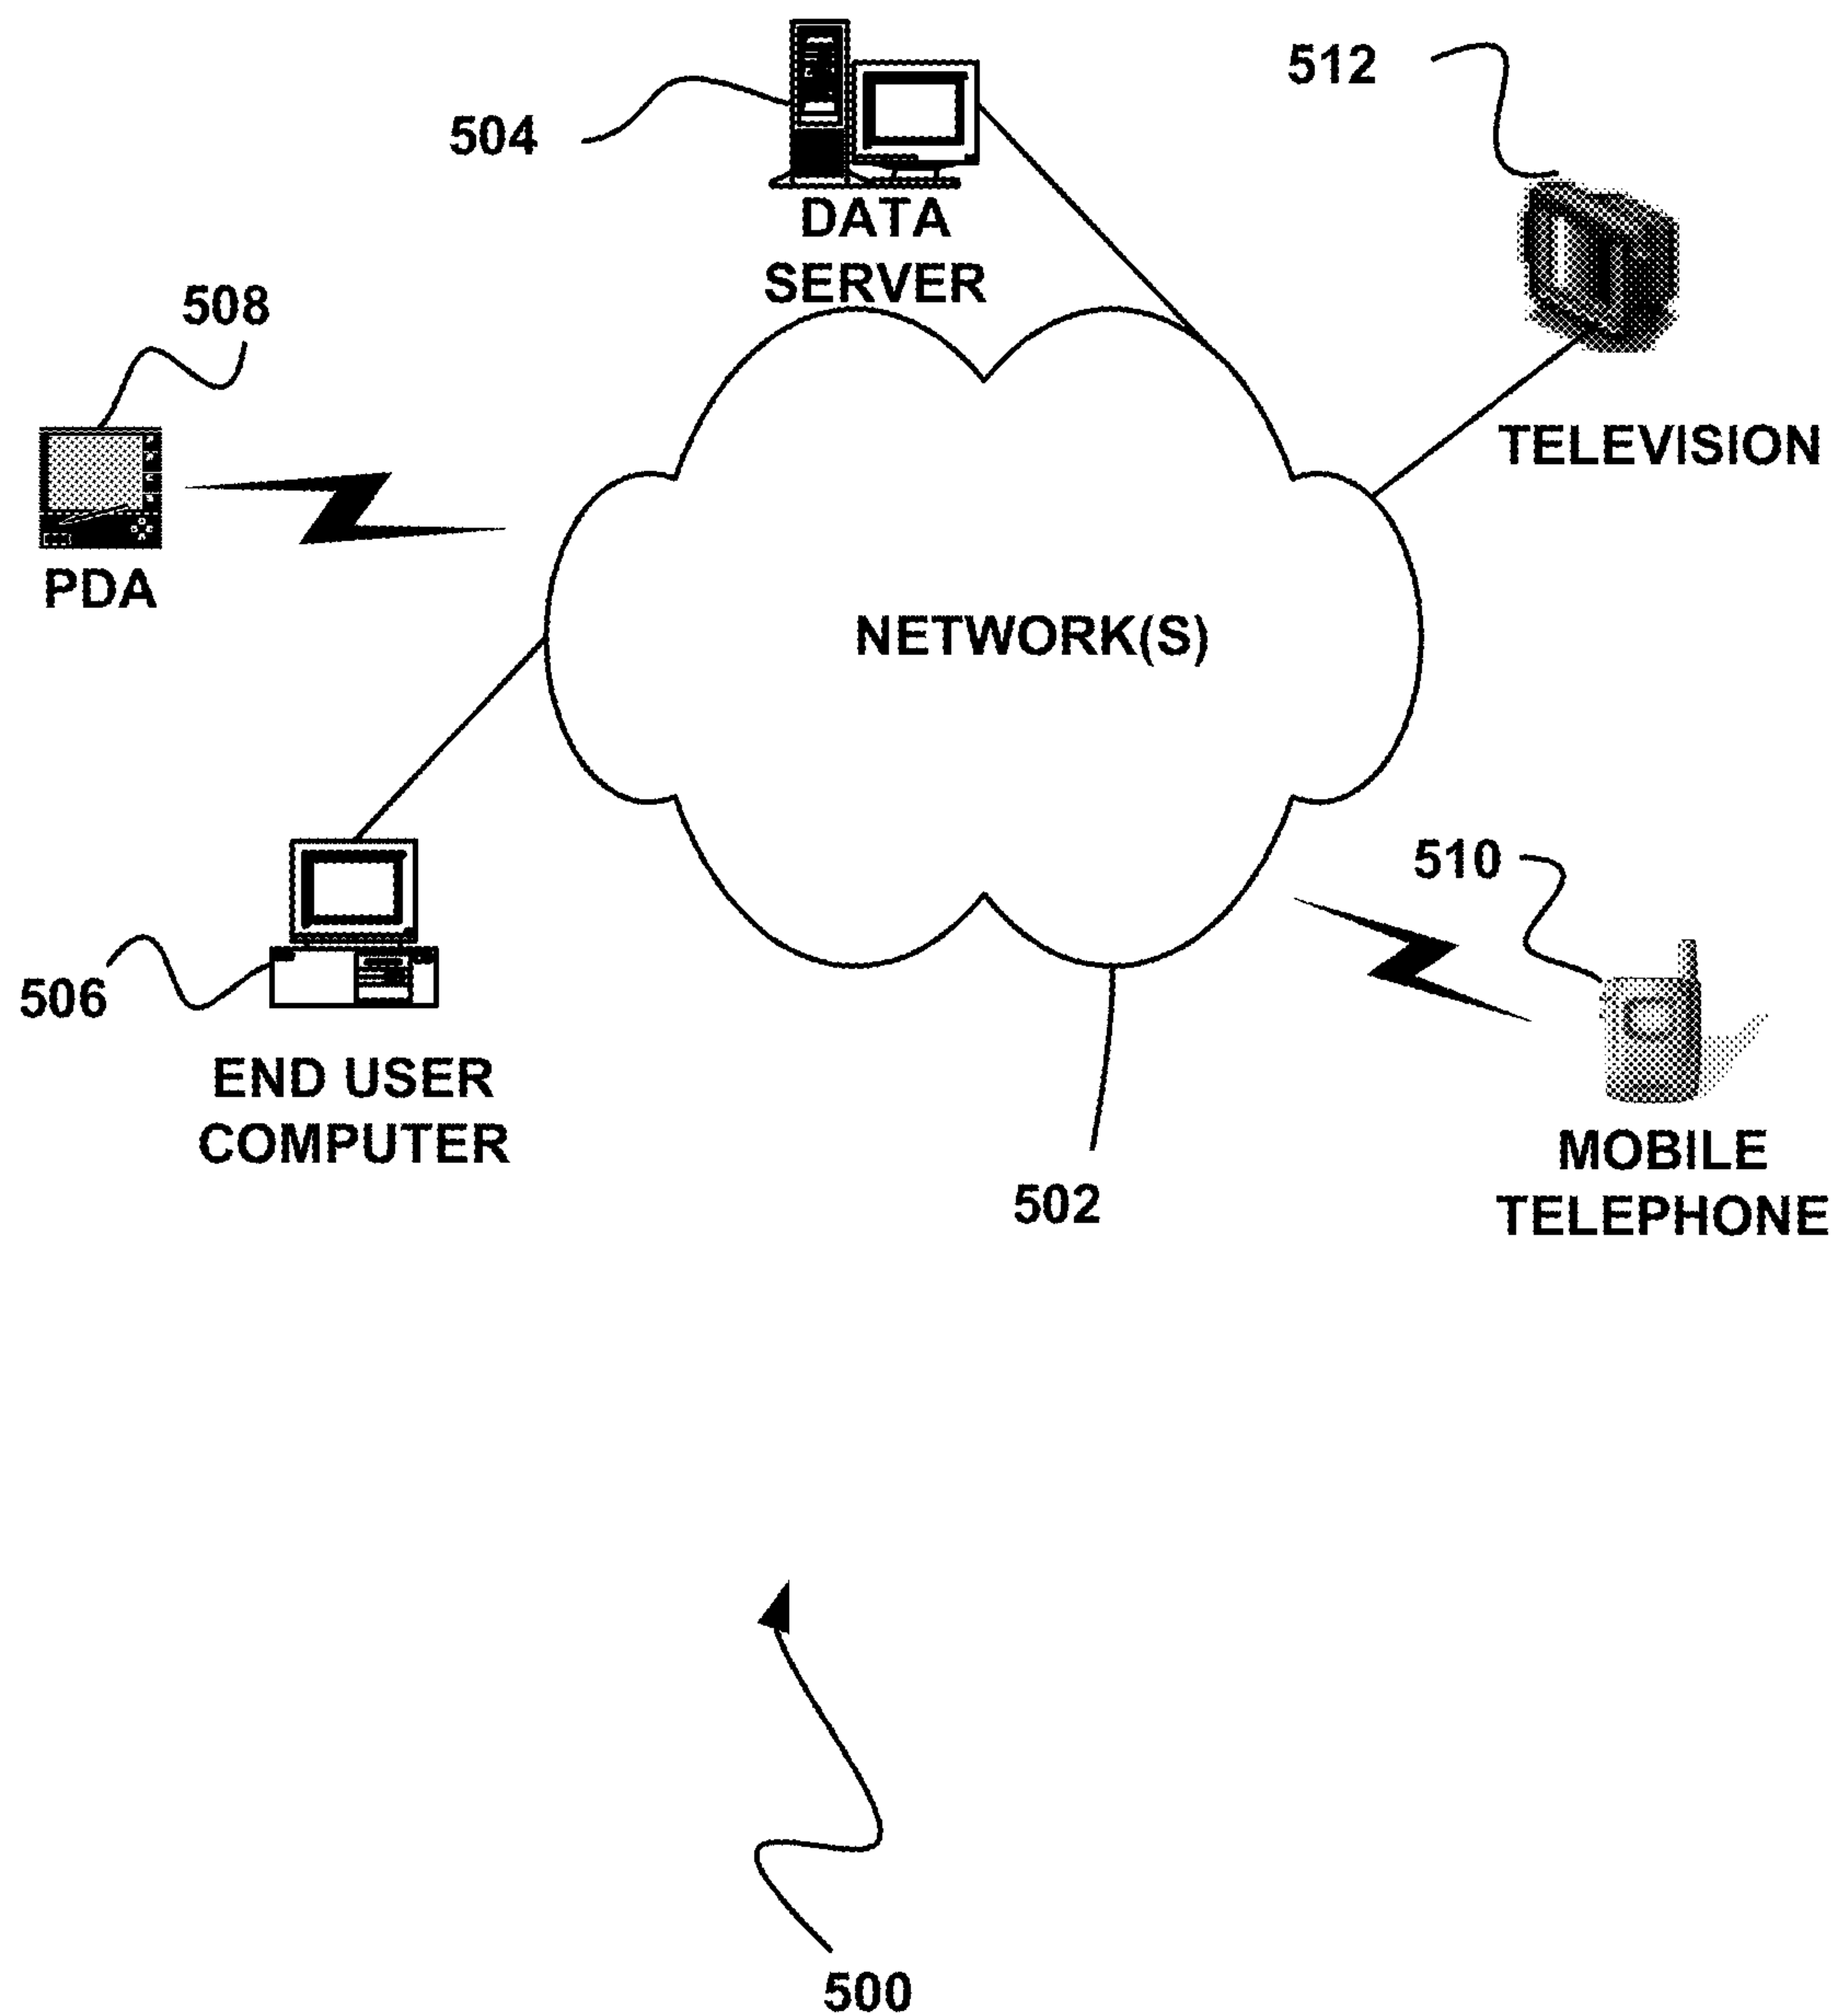 512
504
DATA
SERVER
508
TELEVISION
PDA
NETWORK(S)
510
506
END USER
COMPUTER
MOBILE
TELEPHONE
502
500